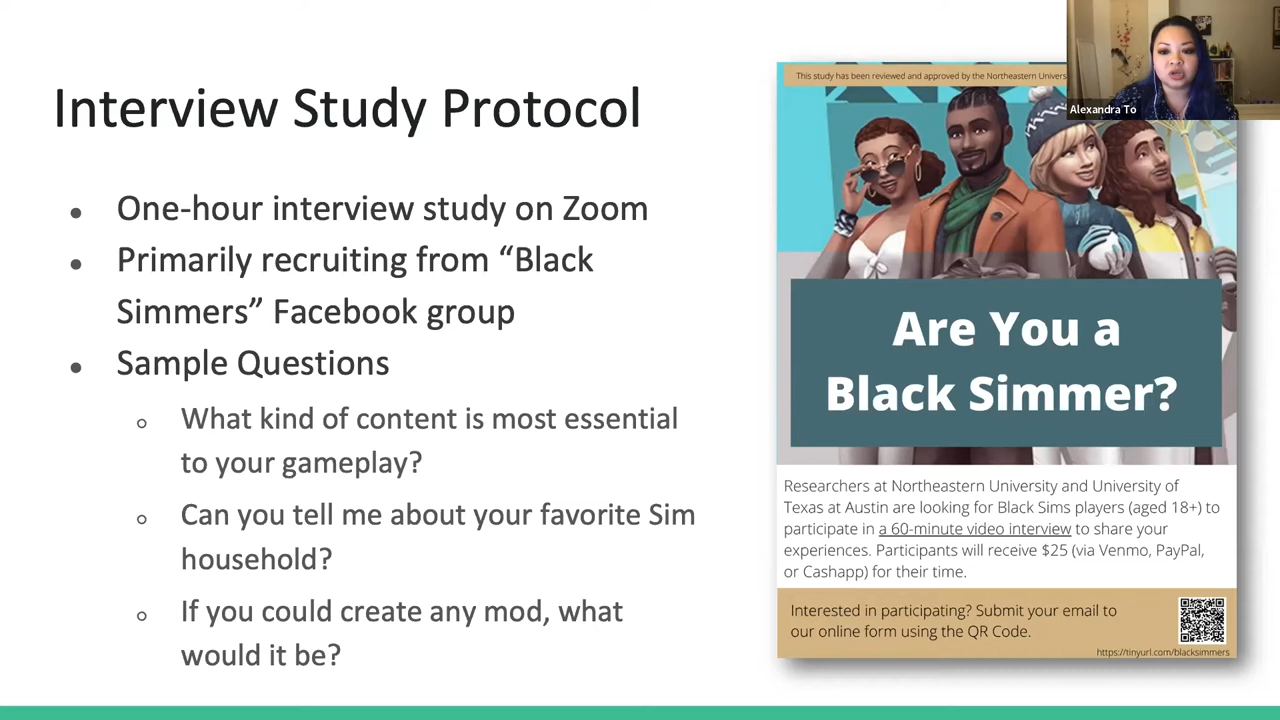 Interview Study Protocol
● One-hour interview study on Zoom
● Primarily recruiting from “Black
Simmers” Facebook group
● Sample Questions
○ What kind of content is most essential
to your gameplay?
○ Can you tell me about your favorite Sim
household?
○ If you could create any mod, what
would it be?
This study has been reviewed and approved by the Northeastern
Alexandra To
Are You a
Black Simmer?
Researchers at Northeastern University and University of
Texas at Austin are looking for Black Sims players (aged 18+) to
participate in a 60-minute video interview to share your
experiences. Participants will receive $25 (via Venmo, PayPal,
or Cashapp) for their time.
Interested in participating? Submit your email to
our online form using the QR Code.
https://tinyurl.com/blacksimmers